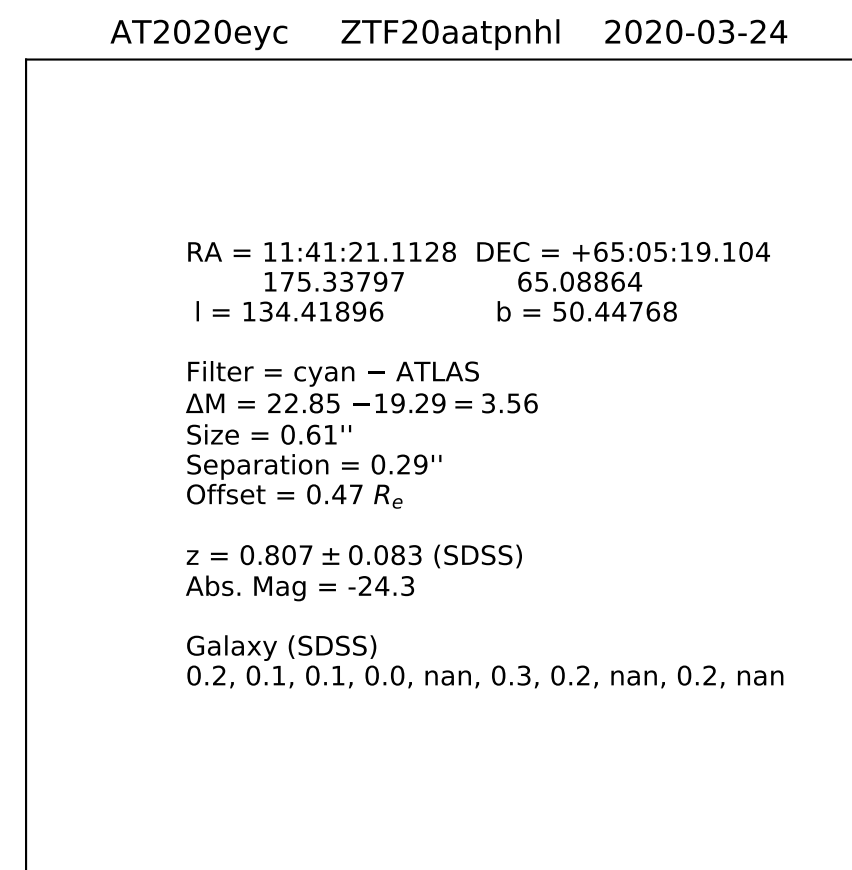 AT2020eyc ZTF20aatpnhl 2020-03-24
RA = 11:41:21.1128 DEC = +65:05:19.104
175.33797 65.08864
l = 134.41896 b = 50.44768
Filter = cyan − ATLAS
ΔM = 22.85 −19.29 = 3.56
Size = 0.61''
Separation = 0.29''
Offset = 0.47 Rₑ
z = 0.807 ± 0.083 (SDSS)
Abs. Mag = -24.3
Galaxy (SDSS)
0.2, 0.1, 0.1, 0.0, nan, 0.3, 0.2, nan, 0.2, nan